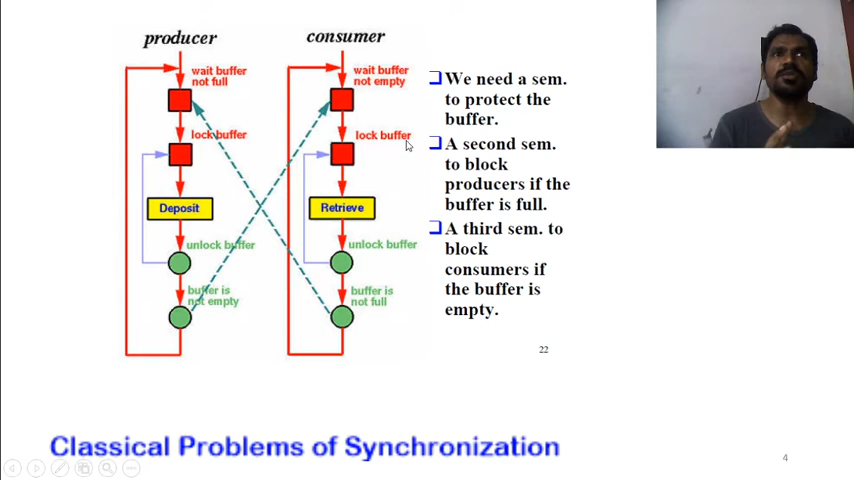 producer
consumer
wait buffer
not full
wait buffer
not empty
lock buffer
lock buffer
Deposit
Retrieve
unlock buffer
unlock buffer
buffer is
not empty
buffer is
not full
We need a sem.
to protect the
buffer.
A second sem.
to block
producers if the
buffer is full.
A third sem. to
block
consumers if
the buffer is
empty.
22
Classical Problems of Synchronization
4